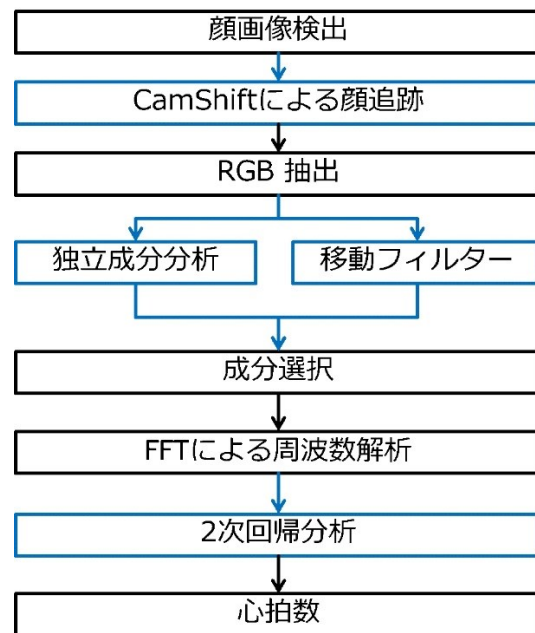 顔画像検出
CamShiftによる顔追跡
RGB 抽出
独立成分分析
移動フィルター
成分選択
FFTによる周波数解析
2次回帰分析
心拍数